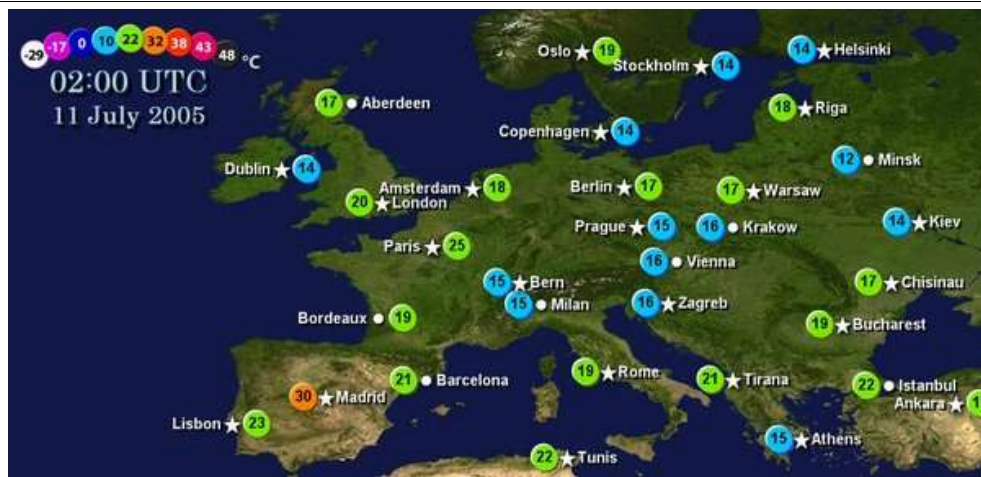 -29 -17 0 10 22 32 38 43 48 °C
02:00 UTC
11 July 2005
Oslo 19
Stockholm 14
14 Helsinki
17 Aberdeen
18 Riga
Copenhagen 14
12 Minsk
Dublin 14
Amsterdam 18
Berlin 17
17 Warsaw
20 London
Prague 15
16 Krakow
14 Kiev
Paris 25
16 Vienna
15 Bern
17 Chisinau
15 Milan
16 Zagreb
Bordeaux 19
19 Bucharest
19 Rome
21 Barcelona
21 Tirana
22 Istanbul
30 Madrid
Ankara
Lisbon 23
15 Athens
22 Tunis